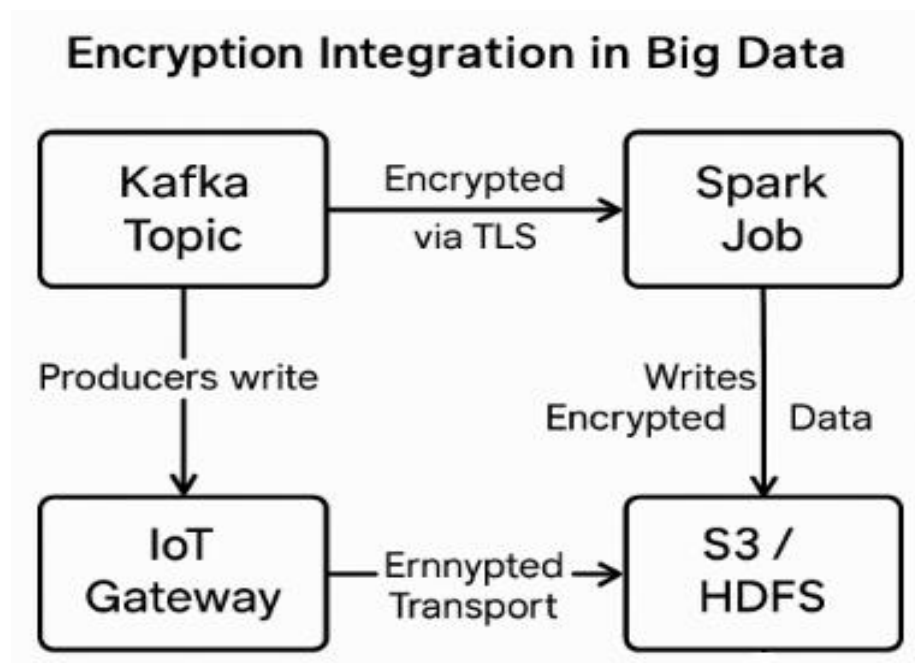 Encryption Integration in Big Data
Kafka
Topic
Encrypted
via TLS
Spark
Job
Producers write
Writes
Encrypted Data
IoT
Gateway
Ernnypted
Transport
S3 /
HDFS